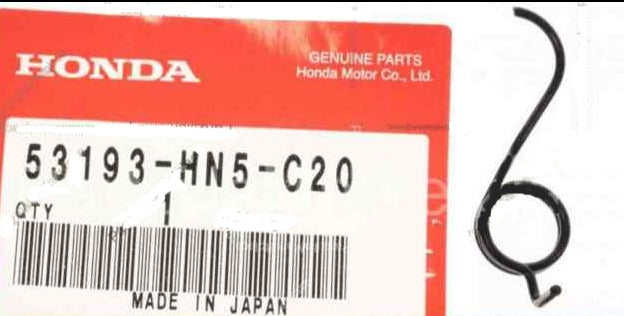 HONDA
GENUINE PARTS
Honda Motor Co., Ltd.
53193-HN5-C20
QTY 1
MADE IN JAPAN